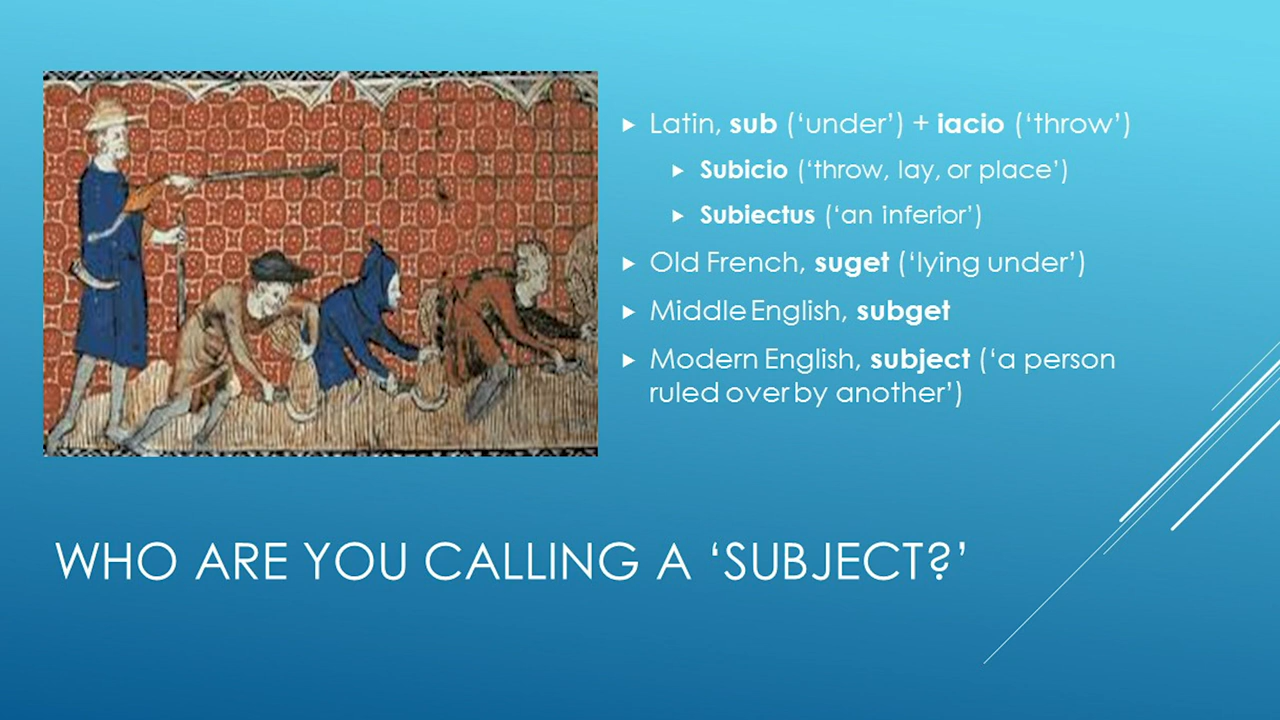 Latin, sub (‘under’) + iacio (‘throw’)
Subicio (‘throw, lay, or place’)
Subiectus (‘an inferior’)
Old French, suget (‘lying under’)
Middle English, subget
Modern English, subject (‘a person
ruled over by another’)
WHO ARE YOU CALLING A ‘SUBJECT?’